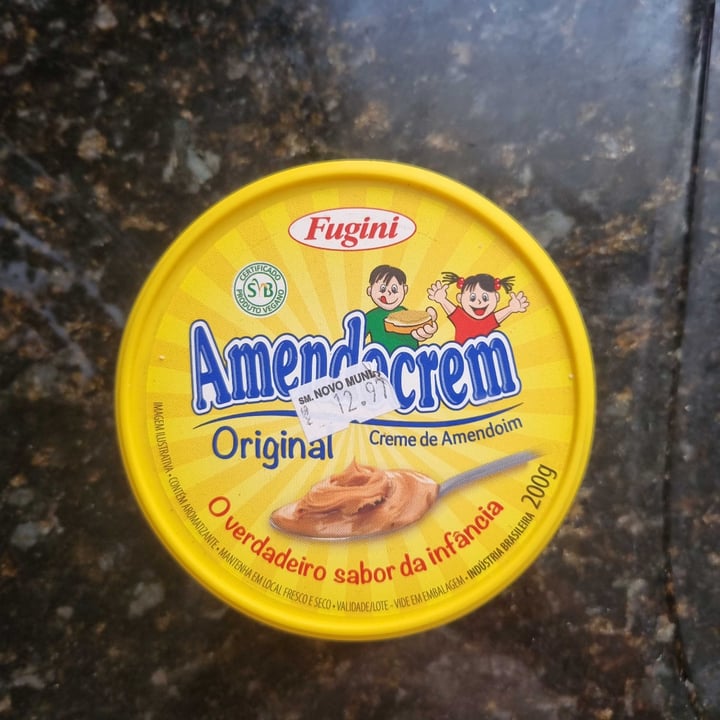 Fugini
CERTIFICADO
SVB
PRODUTO VEGANO
Amendocrem
SM. NOVO MUND
12.97
Original
Creme de Amendoim
200g
O verdadeiro sabor da infância
IMAGEM ILUSTRATIVA • CONTÉM AROMATIZANTE • MANTENHA EM LOCAL FRESCO E SECO • VALIDADE/LOTE - VIDE EM EMBALAGEM • INDÚSTRIA BRASILEIRA